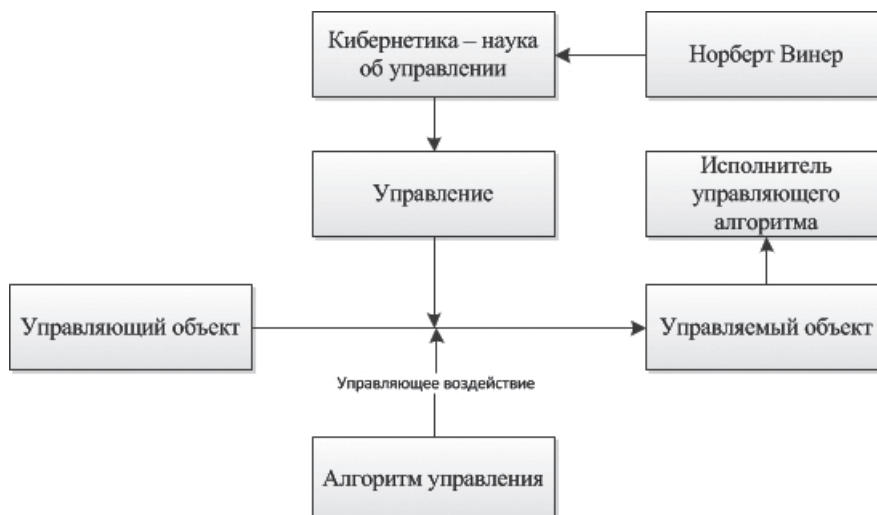 Кибернетика – наука
об управлении
Норберт Винер
Управление
Исполнитель
управляющего
алгоритма
Управляющий объект
Управляемый объект
Управляющее воздействие
Алгоритм управления